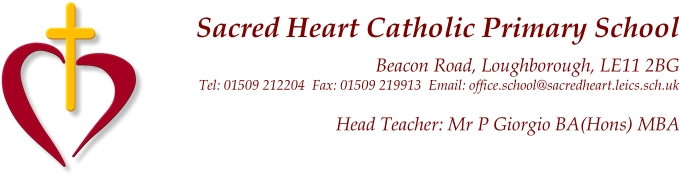 Sacred Heart Catholic Primary School
Beacon Road, Loughborough, LE11 2BG
Tel: 01509 212204  Fax: 01509 219913  Email: office.school@sacredheart.leics.sch.uk
Head Teacher: Mr P Giorgio BA(Hons) MBA